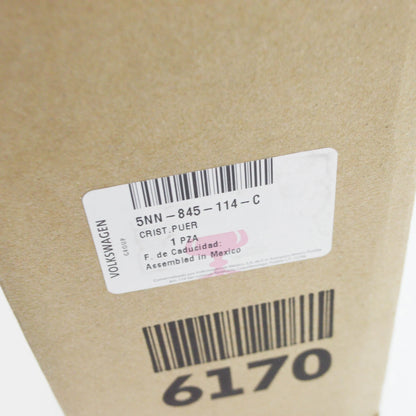 VOLKSWAGEN
GROUP
5NN-845-114-C
CRIST.PUER
1 PZA
F. de Caducidad:
Assembled in Mexico
6170